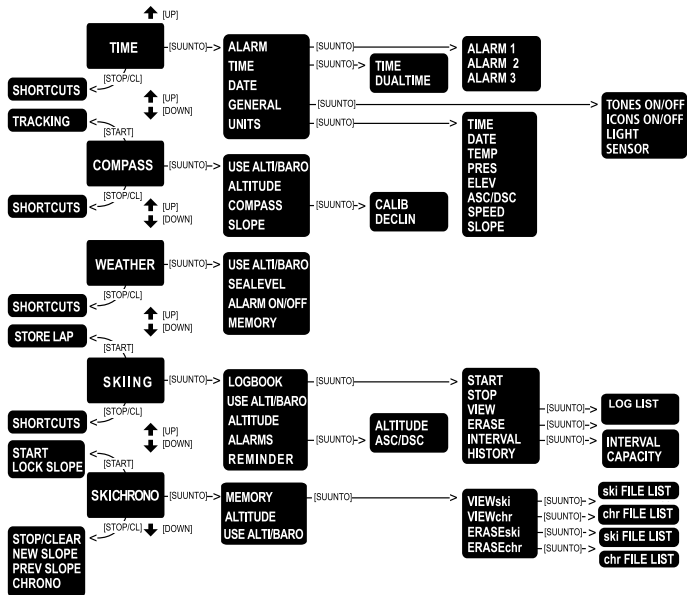 [UP]
TIME
[SUUNTO]
ALARM
TIME
DATE
GENERAL
UNITS
[SUUNTO]
ALARM 1
ALARM 2
ALARM 3
[SUUNTO]
TIME
DUALTIME
[SUUNTO]
TONES ON/OFF
ICONS ON/OFF
LIGHT
SENSOR
[SUUNTO]
TIME
DATE
TEMP
PRES
ELEV
ASC/DSC
SPEED
SLOPE
[STOP/CL]
SHORTCUTS
[UP]
[DOWN]
TRACKING
[START]
COMPASS
[SUUNTO]
USE ALTI/BARO
ALTITUDE
COMPASS
SLOPE
[SUUNTO]
CALIB
DECLIN
[STOP/CL]
SHORTCUTS
[UP]
[DOWN]
WEATHER
[SUUNTO]
USE ALTI/BARO
SEALEVEL
ALARM ON/OFF
MEMORY
[STOP/CL]
SHORTCUTS
[UP]
[DOWN]
STORE LAP
[START]
SKIING
[SUUNTO]
LOGBOOK
USE ALTI/BARO
ALTITUDE
ALARMS
REMINDER
[SUUNTO]
START
STOP
VIEW
ERASE
INTERVAL
HISTORY
[SUUNTO]
LOG LIST
[SUUNTO]
[SUUNTO]
INTERVAL
CAPACITY
[SUUNTO]
ALTITUDE
ASC/DSC
[STOP/CL]
SHORTCUTS
[UP]
[DOWN]
START
LOCK SLOPE
[START]
SKICHRONO
[SUUNTO]
MEMORY
ALTITUDE
USE ALTI/BARO
[SUUNTO]
VIEWski
VIEWchr
ERASEski
ERASEchr
[SUUNTO]
ski FILE LIST
[SUUNTO]
chr FILE LIST
[SUUNTO]
ski FILE LIST
[SUUNTO]
chr FILE LIST
[STOP/CL]
[DOWN]
STOP/CLEAR
NEW SLOPE
PREV SLOPE
CHRONO